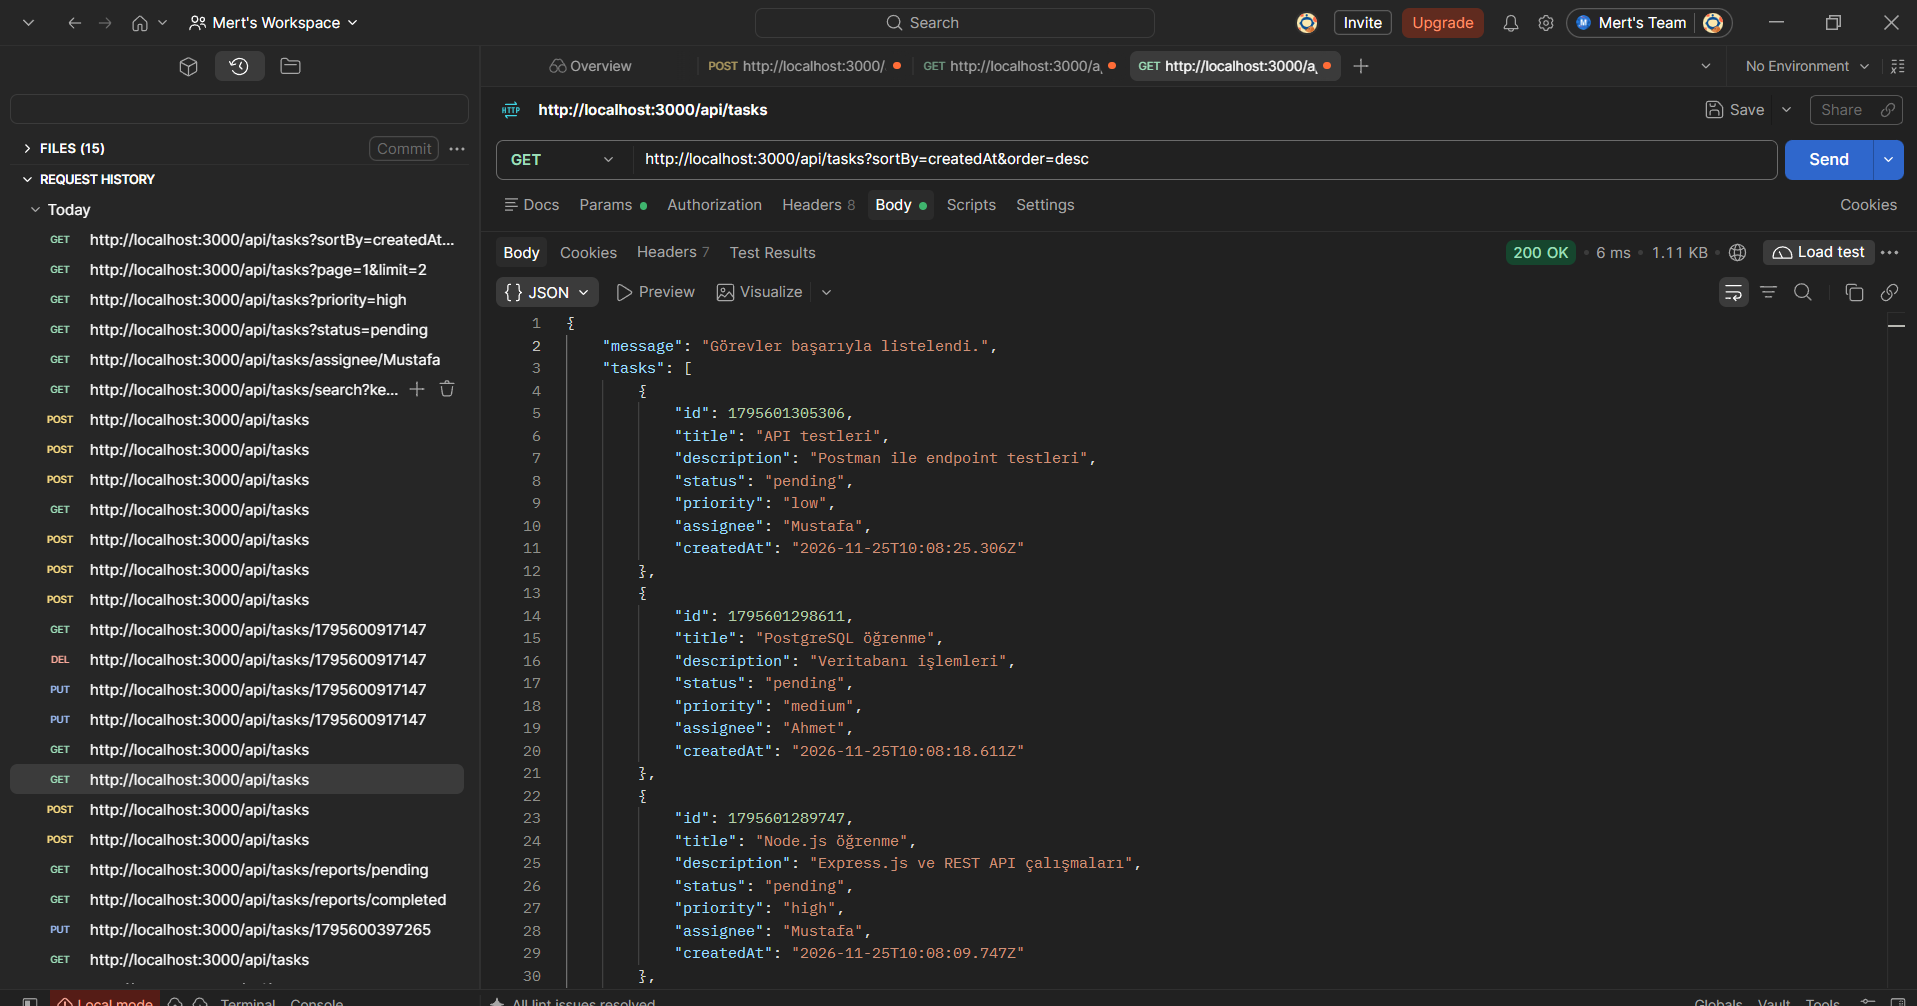 Mert's Workspace
Search
Invite
Upgrade
Mert's Team
Overview
POST http://localhost:3000/
GET http://localhost:3000/a
GET http://localhost:3000/a
No Environment
HTTP http://localhost:3000/api/tasks
Save
Share
FILES (15)
Commit
REQUEST HISTORY
Today
GET http://localhost:3000/api/tasks?sortBy=createdAt...
GET http://localhost:3000/api/tasks?page=1&limit=2
GET http://localhost:3000/api/tasks?priority=high
GET http://localhost:3000/api/tasks?status=pending
GET http://localhost:3000/api/tasks/assignee/Mustafa
GET http://localhost:3000/api/tasks/search?ke...
POST http://localhost:3000/api/tasks
POST http://localhost:3000/api/tasks
POST http://localhost:3000/api/tasks
GET http://localhost:3000/api/tasks
POST http://localhost:3000/api/tasks
POST http://localhost:3000/api/tasks
POST http://localhost:3000/api/tasks
GET http://localhost:3000/api/tasks/1795600917147
DEL http://localhost:3000/api/tasks/1795600917147
PUT http://localhost:3000/api/tasks/1795600917147
PUT http://localhost:3000/api/tasks/1795600917147
GET http://localhost:3000/api/tasks
GET http://localhost:3000/api/tasks
POST http://localhost:3000/api/tasks
POST http://localhost:3000/api/tasks
GET http://localhost:3000/api/tasks/reports/pending
GET http://localhost:3000/api/tasks/reports/completed
PUT http://localhost:3000/api/tasks/1795600397265
GET http://localhost:3000/api/tasks
GET http://localhost:3000/api/tasks?sortBy=createdAt&order=desc
Send
Docs Params Authorization Headers 8 Body Scripts Settings Cookies
Body Cookies Headers 7 Test Results
200 OK • 6 ms • 1.11 KB
Load test
{} JSON Preview Visualize
1 {
2 "message": "Görevler başarıyla listelendi.",
3 "tasks": [
4 {
5 "id": 1795601305306,
6 "title": "API testleri",
7 "description": "Postman ile endpoint testleri",
8 "status": "pending",
9 "priority": "low",
10 "assignee": "Mustafa",
11 "createdAt": "2026-11-25T10:08:25.306Z"
12 },
13 {
14 "id": 1795601298611,
15 "title": "PostgreSQL öğrenme",
16 "description": "Veritabanı işlemleri",
17 "status": "pending",
18 "priority": "medium",
19 "assignee": "Ahmet",
20 "createdAt": "2026-11-25T10:08:18.611Z"
21 },
22 {
23 "id": 1795601289747,
24 "title": "Node.js öğrenme",
25 "description": "Express.js ve REST API çalışmaları",
26 "status": "pending",
27 "priority": "high",
28 "assignee": "Mustafa",
29 "createdAt": "2026-11-25T10:08:09.747Z"
30 },
Local mode
Terminal
Console
All lint issues resolved
Globals
Vault
Tools